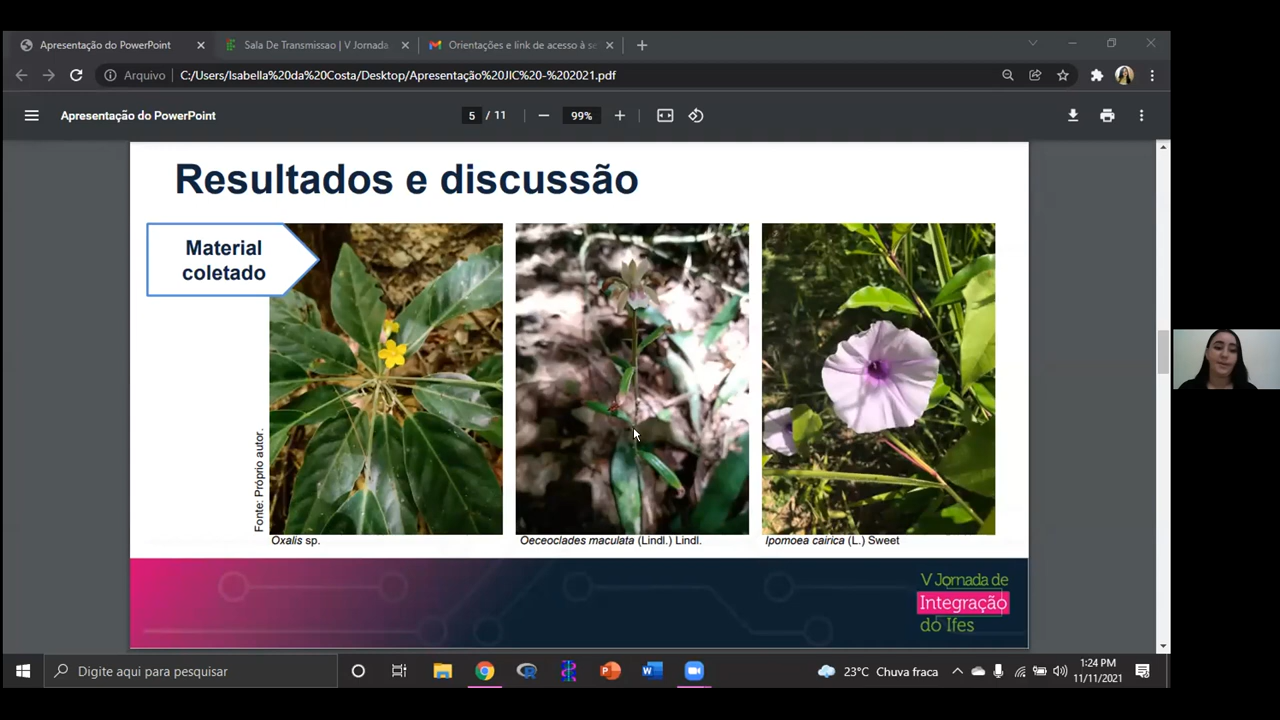 Apresentação do PowerPoint
Sala De Transmissao | V Jornada
Orientações e link de acesso à se
Arquivo
C:/Users/Isabella%20da%20Costa/Desktop/Apresentação%20JIC%20-%202021.pdf
Apresentação do PowerPoint
5 / 11
99%
Resultados e discussão
Material
coletado
Fonte: Próprio autor.
Oxalis sp.
Oeceoclades maculata (Lindl.) Lindl.
Ipomoea cairica (L.) Sweet
V Jornada de
Integração
do Ifes
Digite aqui para pesquisar
23°C Chuva fraca
1:24 PM
11/11/2021